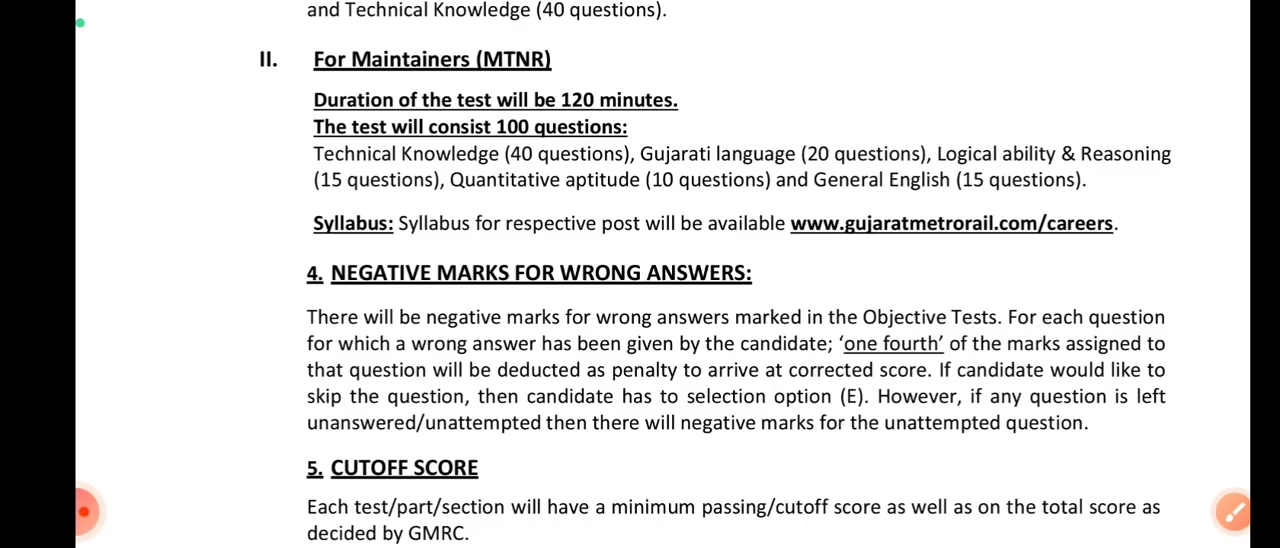 and Technical Knowledge (40 questions).
II. For Maintainers (MTNR)
Duration of the test will be 120 minutes.
The test will consist 100 questions:
Technical Knowledge (40 questions), Gujarati language (20 questions), Logical ability & Reasoning
(15 questions), Quantitative aptitude (10 questions) and General English (15 questions).
Syllabus: Syllabus for respective post will be available www.gujaratmetrorail.com/careers.
4. NEGATIVE MARKS FOR WRONG ANSWERS:
There will be negative marks for wrong answers marked in the Objective Tests. For each question
for which a wrong answer has been given by the candidate; ‘one fourth’ of the marks assigned to
that question will be deducted as penalty to arrive at corrected score. If candidate would like to
skip the question, then candidate has to selection option (E). However, if any question is left
unanswered/unattempted then there will negative marks for the unattempted question.
5. CUTOFF SCORE
Each test/part/section will have a minimum passing/cutoff score as well as on the total score as
decided by GMRC.